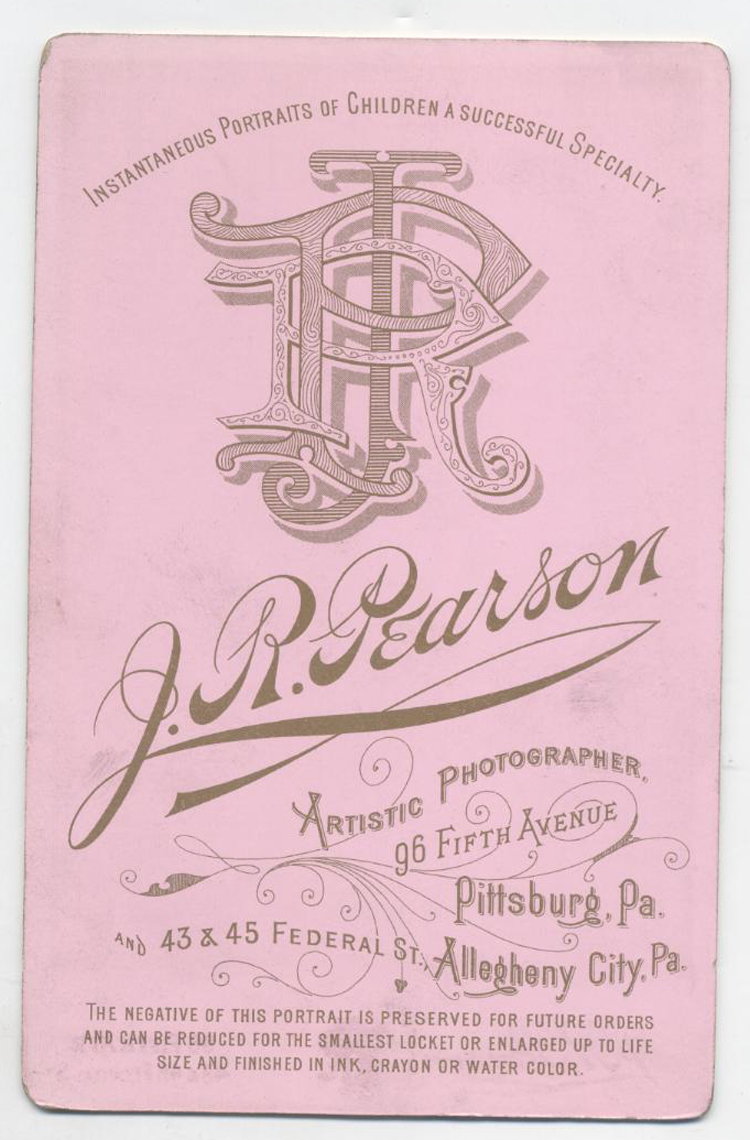 INSTANTANEOUS PORTRAITS OF CHILDREN A SUCCESSFUL SPECIALTY.
JRP
J. R. Pearson
ARTISTIC PHOTOGRAPHER,
96 FIFTH AVENUE
Pittsburg, Pa.
AND 43 & 45 FEDERAL ST., Allegheny City, Pa.
THE NEGATIVE OF THIS PORTRAIT IS PRESERVED FOR FUTURE ORDERS
AND CAN BE REDUCED FOR THE SMALLEST LOCKET OR ENLARGED UP TO LIFE
SIZE AND FINISHED IN INK, CRAYON OR WATER COLOR.